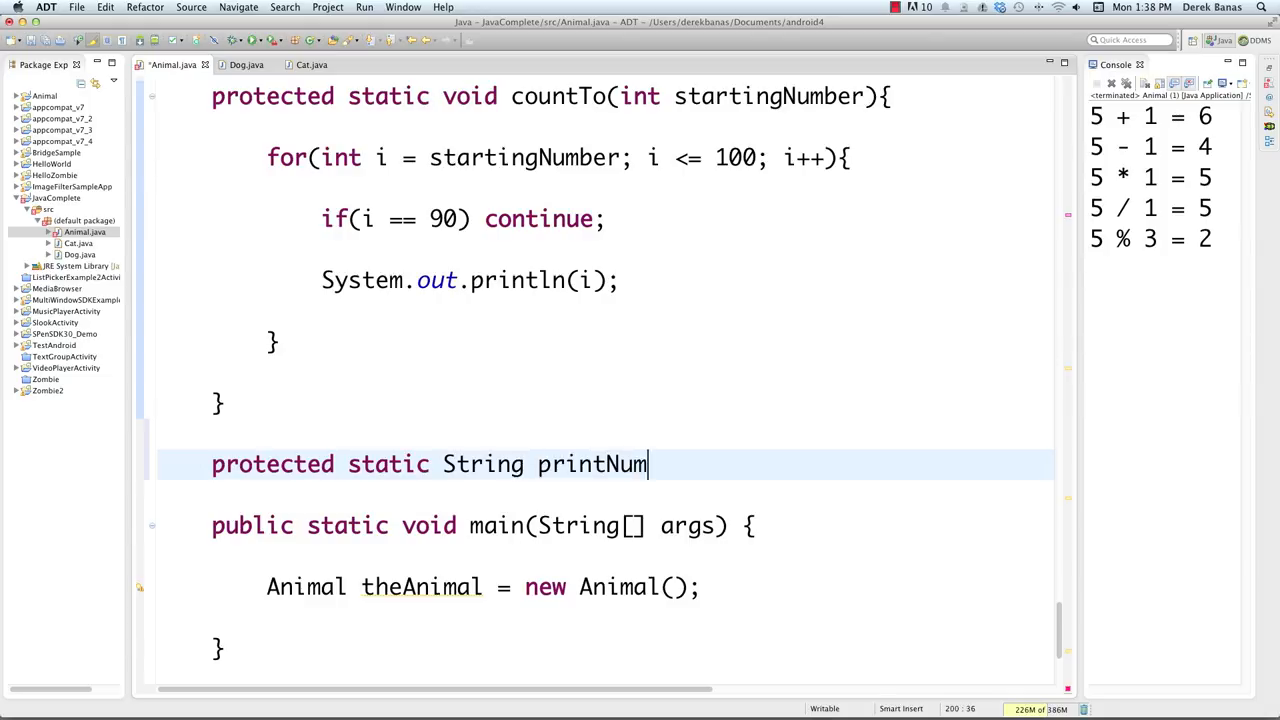 ADT File Edit Refactor Source Navigate Search Project Run Window Help 10 Mon 1:38 PM Derek Banas
Java - JavaComplete/src/Animal.java - ADT - /Users/derekbanas/Documents/android4
Quick Access Java DDMS
Package Exp
Animal
appcompat_v7
appcompat_v7_2
appcompat_v7_3
appcompat_v7_4
BridgeSample
HelloWorld
HelloZombie
ImageFilterSampleApp
JavaComplete
src
(default package)
Animal.java
Cat.java
Dog.java
JRE System Library [Ja
ListPickerExample2Activi
MediaBrowser
MultiWindowSDKExample
MusicPlayerActivity
SlookActivity
SPenSDK30_Demo
TestAndroid
TextGroupActivity
VideoPlayerActivity
Zombie
Zombie2
*Animal.java Dog.java Cat.java
protected static void countTo(int startingNumber){
for(int i = startingNumber; i <= 100; i++){
if(i == 90) continue;
System.out.println(i);
}
}
protected static String printNum
public static void main(String[] args) {
Animal theAnimal = new Animal();
}
Console
<terminated> Animal (1) [Java Application] /S
5 + 1 = 6
5 - 1 = 4
5 * 1 = 5
5 / 1 = 5
5 % 3 = 2
Writable Smart Insert 200 : 36 226M of 386M